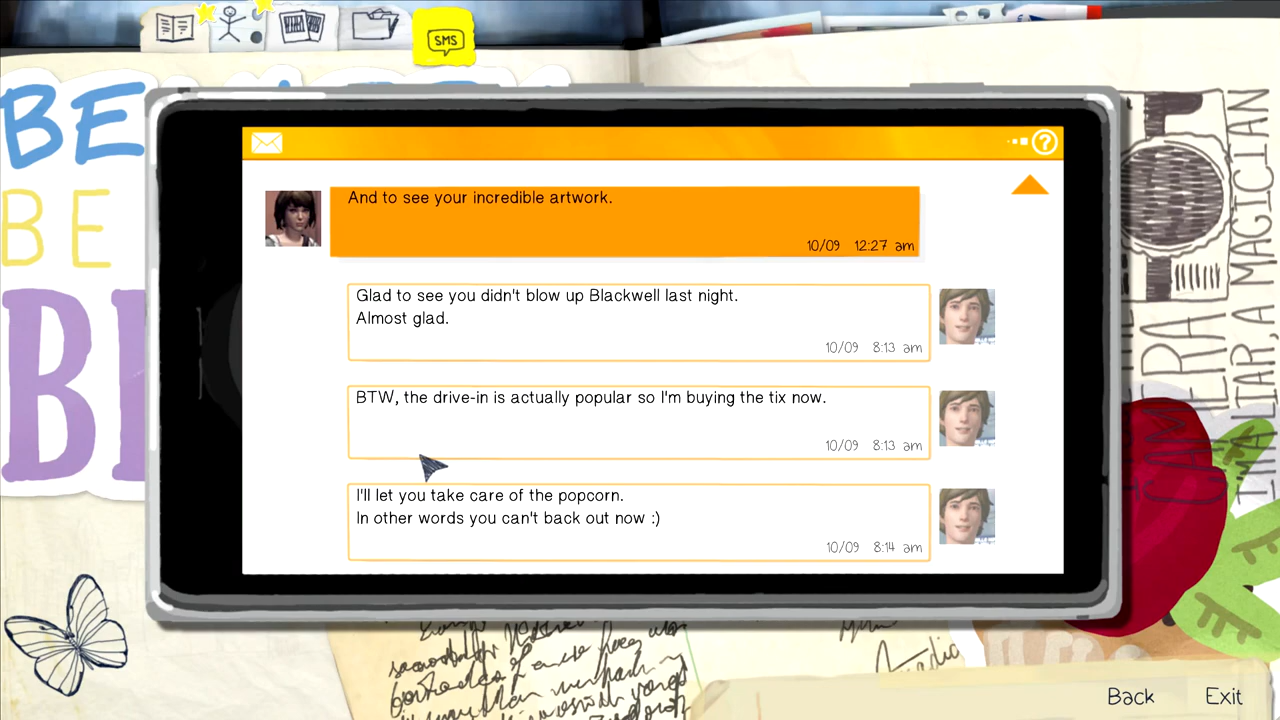 SMS
And to see your incredible artwork.
10/09 12:27 am
Glad to see you didn't blow up Blackwell last night.
Almost glad.
10/09 8:13 am
BTW, the drive-in is actually popular so I'm buying the tix now.
10/09 8:13 am
I'll let you take care of the popcorn.
In other words you can't back out now :)
10/09 8:14 am
BE
BE
CAMERA
LIAR, A MAGICIAN
Back
Exit